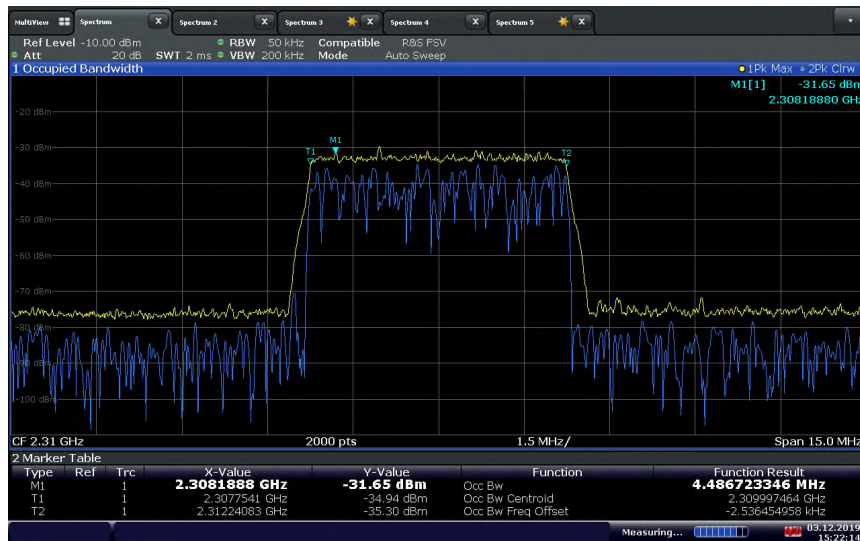 MultiView Spectrum X Spectrum 2 X Spectrum 3 X Spectrum 4 X Spectrum 5 X
Ref Level -10.00 dBm RBW 50 kHz Compatible R&S FSV
Att 20 dB SWT 2 ms VBW 200 kHz Mode Auto Sweep
1 Occupied Bandwidth 1Pk Max 2Pk Clrw
M1[1] -31.65 dBm
2.30818880 GHz
-20 dBm
-30 dBm
M1
T1 T2
-40 dBm
-50 dBm
-60 dBm
-70 dBm
-80 dBm
-90 dBm
-100 dBm
CF 2.31 GHz 2000 pts 1.5 MHz/ Span 15.0 MHz
2 Marker Table
Type Ref Trc X-Value Y-Value Function Function Result
M1 1 2.3081888 GHz -31.65 dBm Occ Bw 4.486723346 MHz
T1 1 2.3077541 GHz -34.94 dBm Occ Bw Centroid 2.309997464 GHz
T2 1 2.31224083 GHz -35.30 dBm Occ Bw Freq Offset -2.536454958 kHz
Measuring... 03.12.2019
15:22:14